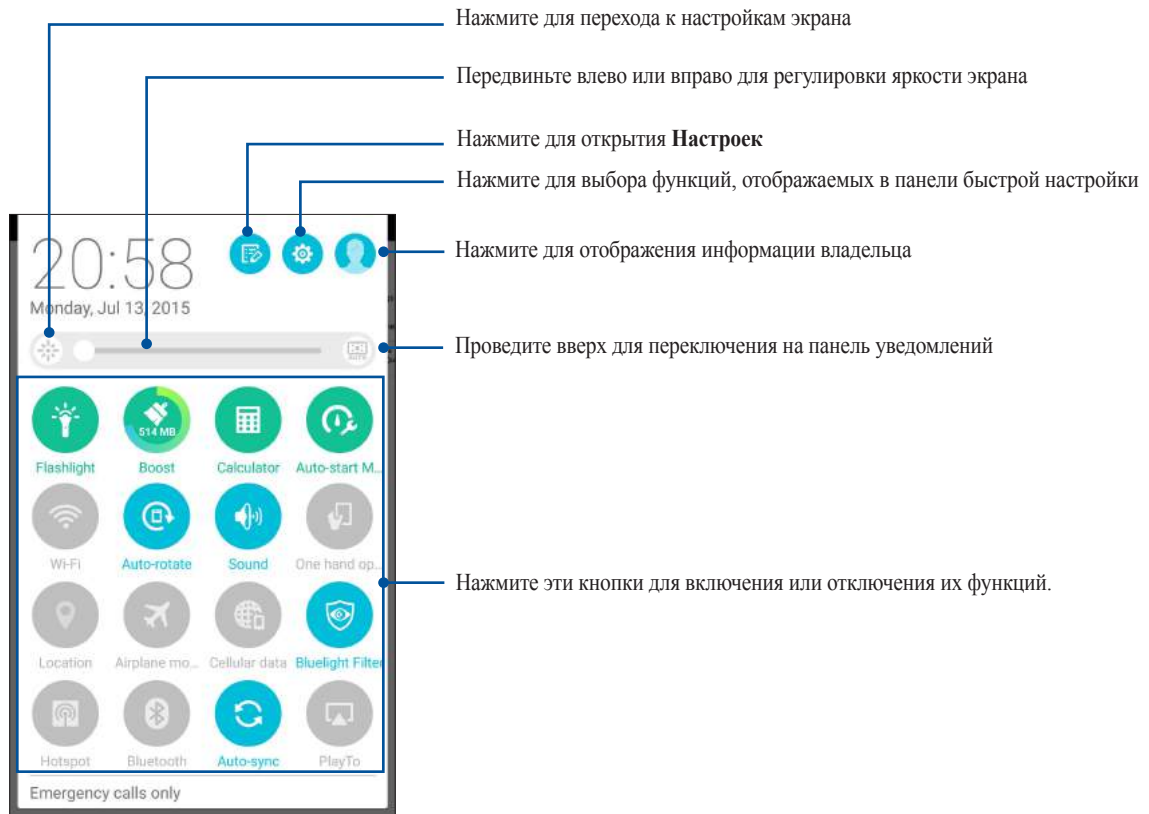 Нажмите для перехода к настройкам экрана
Передвиньте влево или вправо для регулировки яркости экрана
Нажмите для открытия Настроек
Нажмите для выбора функций, отображаемых в панели быстрой настройки
20:58
Нажмите для отображения информации владельца
Monday, Jul 13, 2015
AUTO
Проведите вверх для переключения на панель уведомлений
514 MB
Flashlight Boost Calculator Auto-start M...
Wi-Fi Auto-rotate Sound One hand op...
Нажмите эти кнопки для включения или отключения их функций.
Location Airplane mo... Cellular data Bluelight Filter
Hotspot Bluetooth Auto-sync PlayTo
Emergency calls only